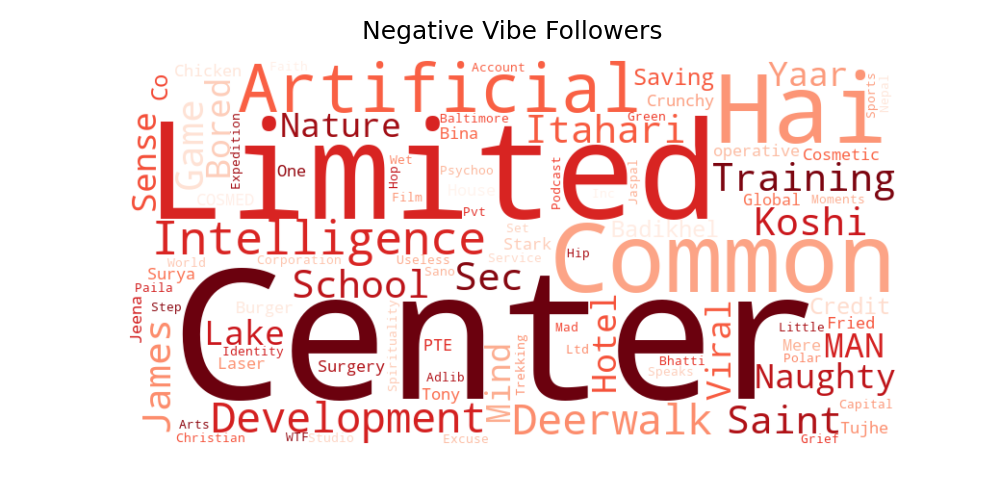 Negative Vibe Followers
Chicken
Faith
Account
Co
Artificial
Saving
Hai
Yaar
Sports
Nepal
Crunchy
Bored
Game
Sense
Expedition
Nature
Baltimore
Bina
Itahari
Green
operative
Cosmetic
Limited
One
Wet
Hop
Psychoo
Podcast
Jaspal
Training
COSMED
Film
House
Inc
Global
Moments
Pvt
Koshi
Intelligence
Set
Stark
Badikhel
Common
World
Corporation
Useless
Service
Hip
Surya
Sano
Paila
School
Sec
Center
Jeena
Step
Burger
Hotel
Credit
Lake
Spirituality
PTE
Mad
Viral
Little
Fried
James
Identity
Laser
Surgery
Mind
Trekking
Ltd
Bhatti
Mere
MAN
Polar
Adlib
Speaks
Naughty
Tony
Development
Deerwalk
Saint
Capital
Arts
Tujhe
Christian
WTF
Studio
Excuse
Grief